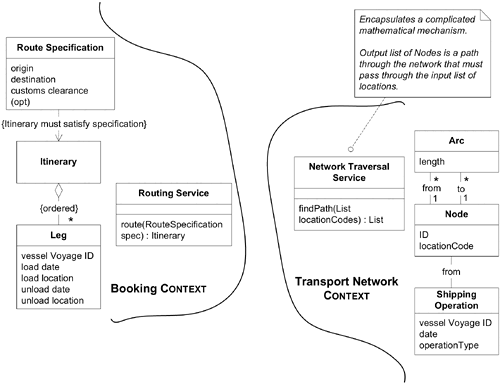 Route Specification
origin
destination
customs clearance
(opt)
{Itinerary must satisfy specification}
Itinerary
{ordered}
*
Leg
vessel Voyage ID
load date
load location
unload date
unload location
Routing Service
route(RouteSpecification
spec) : Itinerary
Booking CONTEXT
Encapsulates a complicated
mathematical mechanism.
Output list of Nodes is a path
through the network that must
pass through the input list of
locations.
Network Traversal
Service
findPath(List
locationCodes) : List
Transport Network
CONTEXT
Arc
length
* *
from to
1 1
Node
ID
locationCode
from
Shipping
Operation
vessel Voyage ID
date
operationType